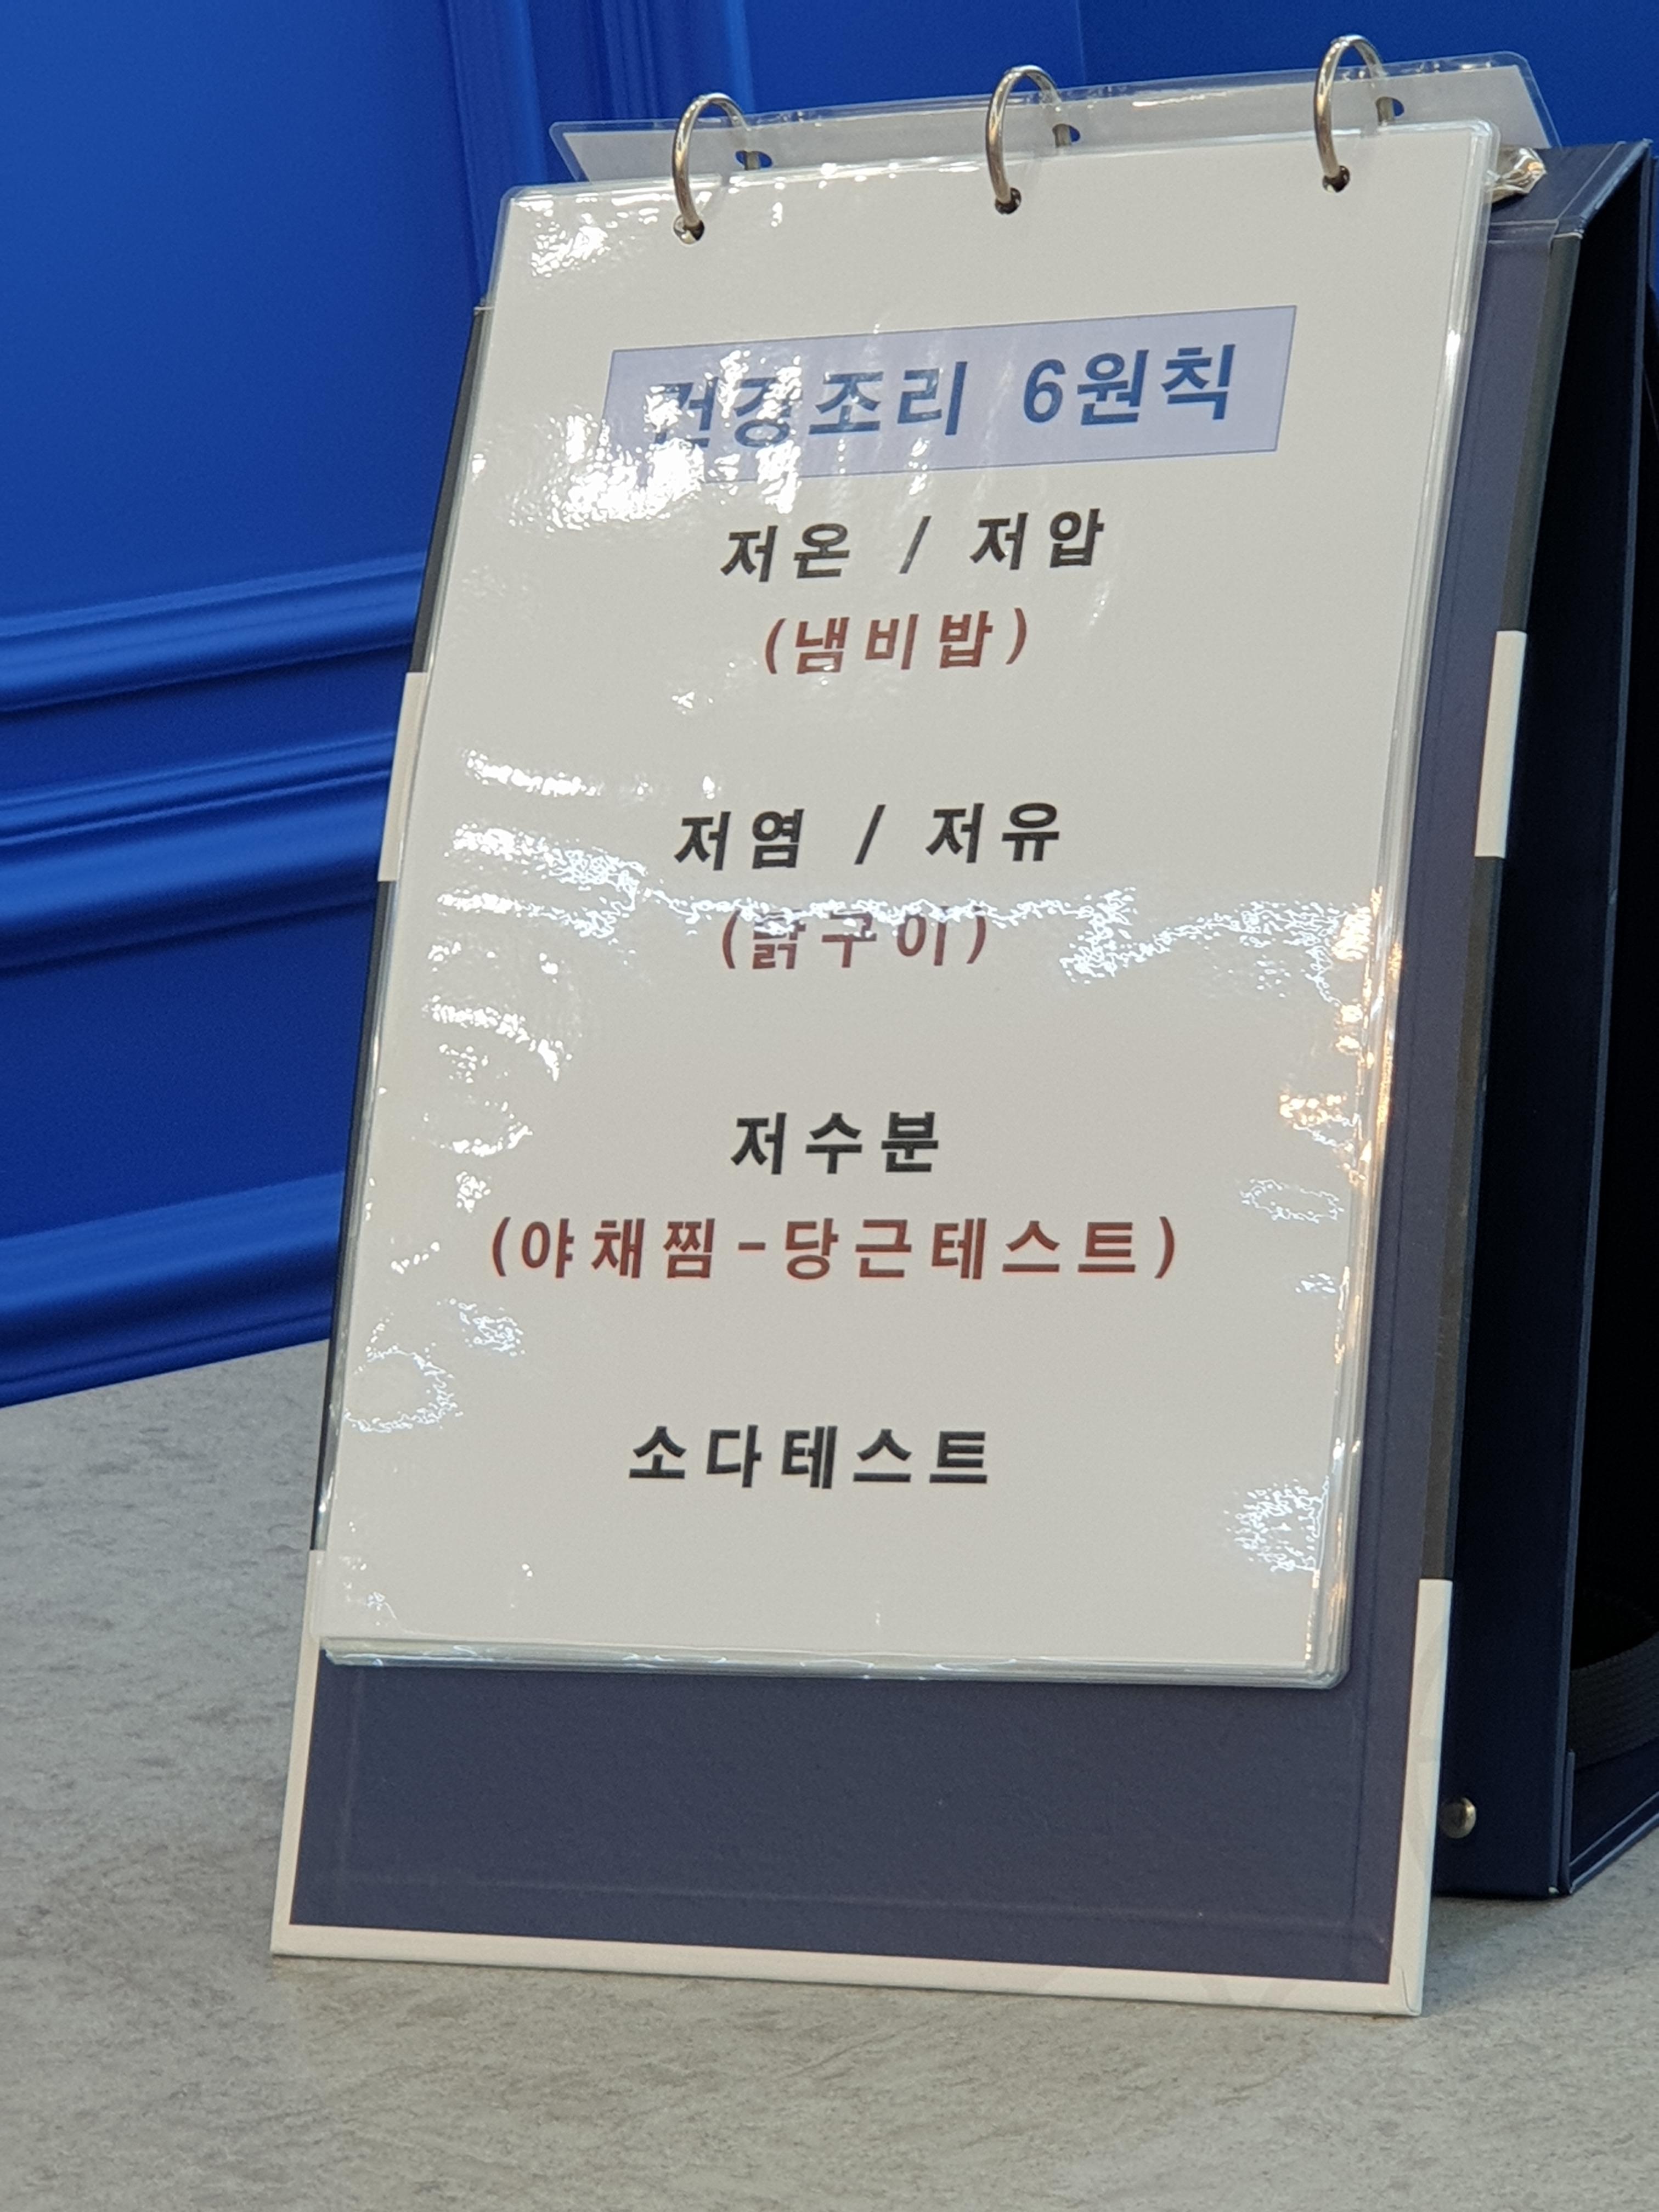 건강조리 6원칙
저온 / 저압
(냄비밥)
저염 / 저유
(닭구이)
저수분
(야채찜-당근테스트)
소다테스트